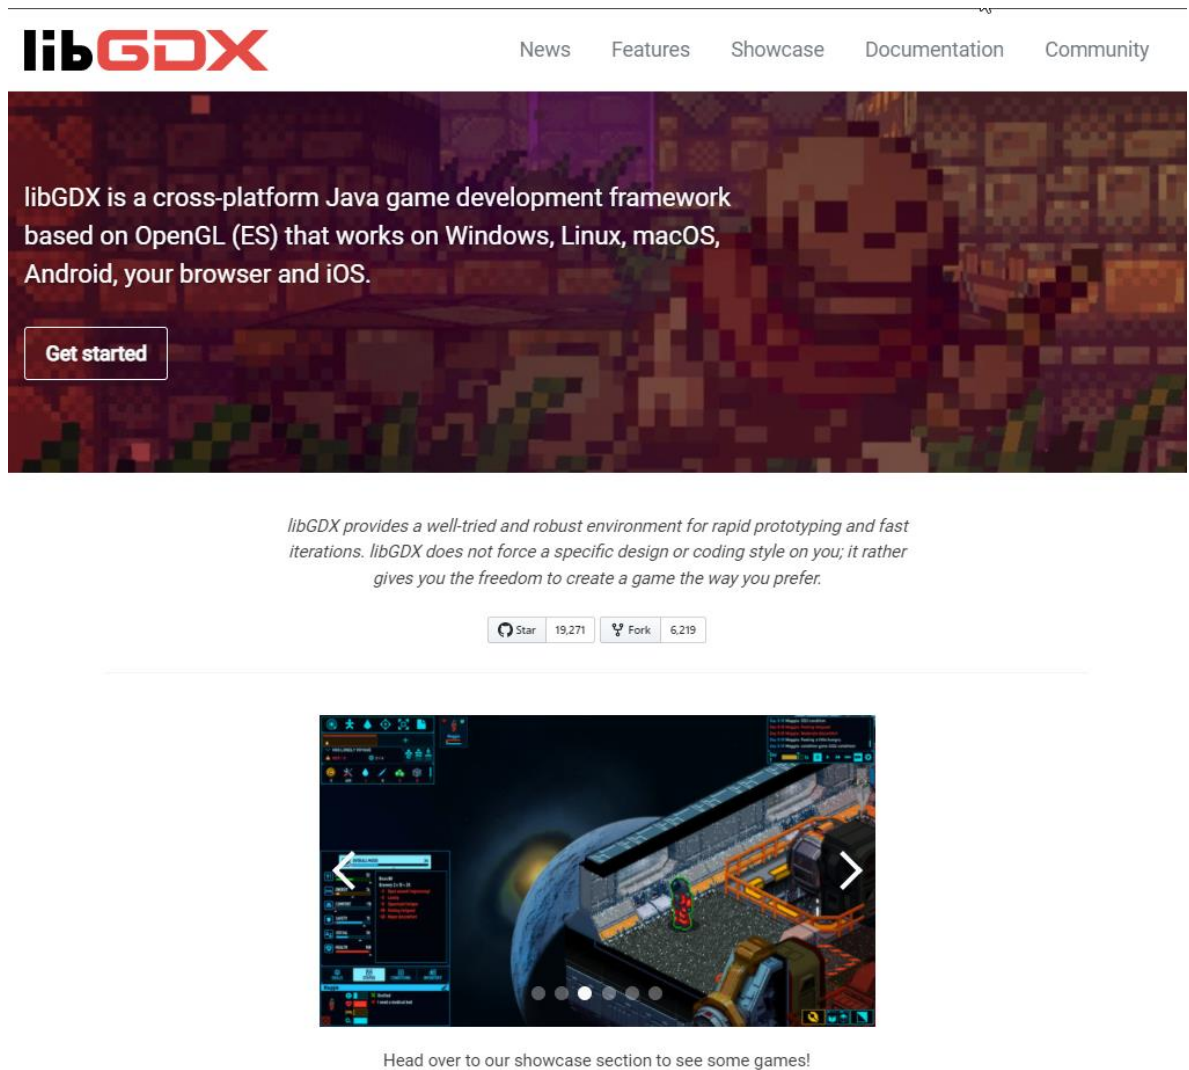 libGDX
News Features Showcase Documentation Community
libGDX is a cross-platform Java game development framework
based on OpenGL (ES) that works on Windows, Linux, macOS,
Android, your browser and iOS.
Get started
libGDX provides a well-tried and robust environment for rapid prototyping and fast
iterations. libGDX does not force a specific design or coding style on you; it rather
gives you the freedom to create a game the way you prefer.
Star 19,271 Fork 6,219
Head over to our showcase section to see some games!